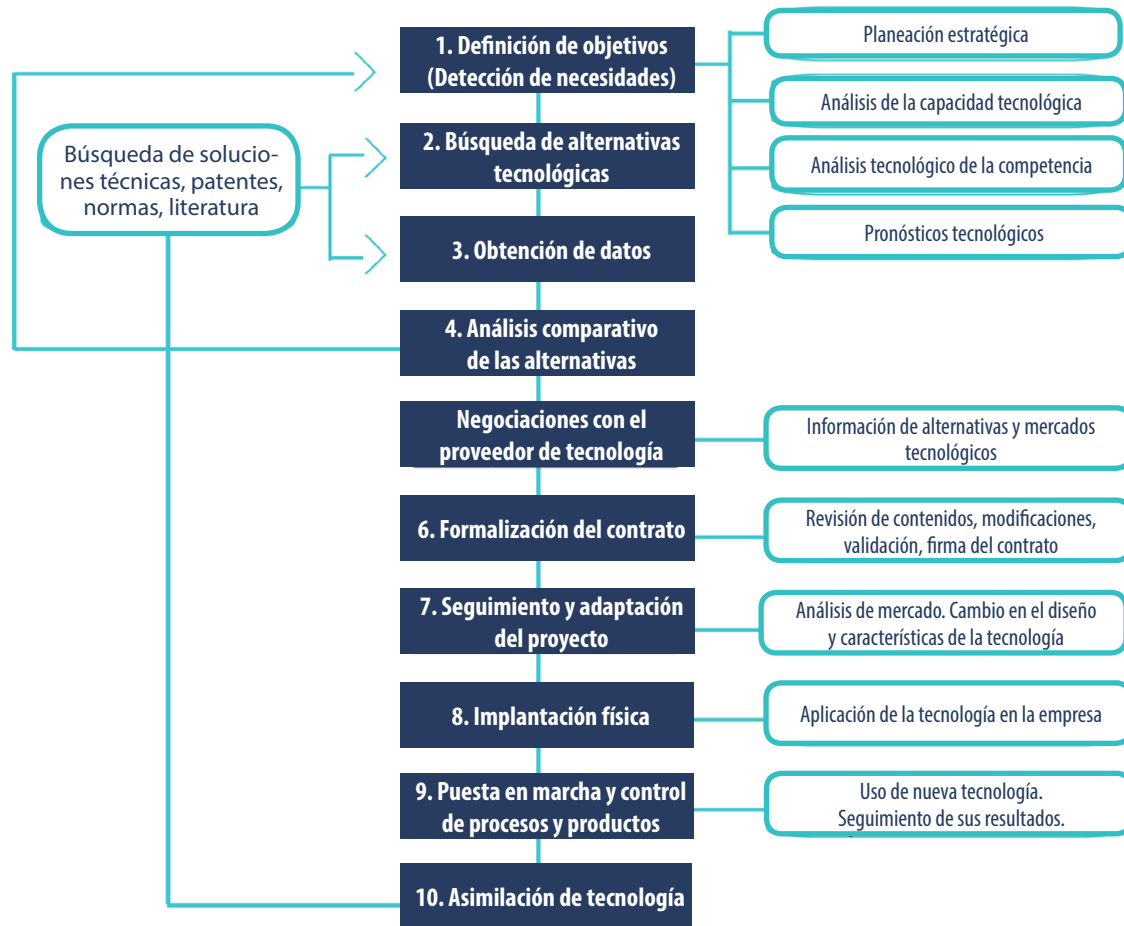 1. Definición de objetivos
(Detección de necesidades)
Planeación estratégica
Análisis de la capacidad tecnológica
Análisis tecnológico de la competencia
Pronósticos tecnológicos
Búsqueda de solucio-
nes técnicas, patentes,
normas, literatura
2. Búsqueda de alternativas
tecnológicas
3. Obtención de datos
4. Análisis comparativo
de las alternativas
Negociaciones con el
proveedor de tecnología
Información de alternativas y mercados
tecnológicos
6. Formalización del contrato
Revisión de contenidos, modificaciones,
validación, firma del contrato
7. Seguimiento y adaptación
del proyecto
Análisis de mercado. Cambio en el diseño
y características de la tecnología
8. Implantación física
Aplicación de la tecnología en la empresa
9. Puesta en marcha y control
de procesos y productos
Uso de nueva tecnología.
Seguimiento de sus resultados.
10. Asimilación de tecnología